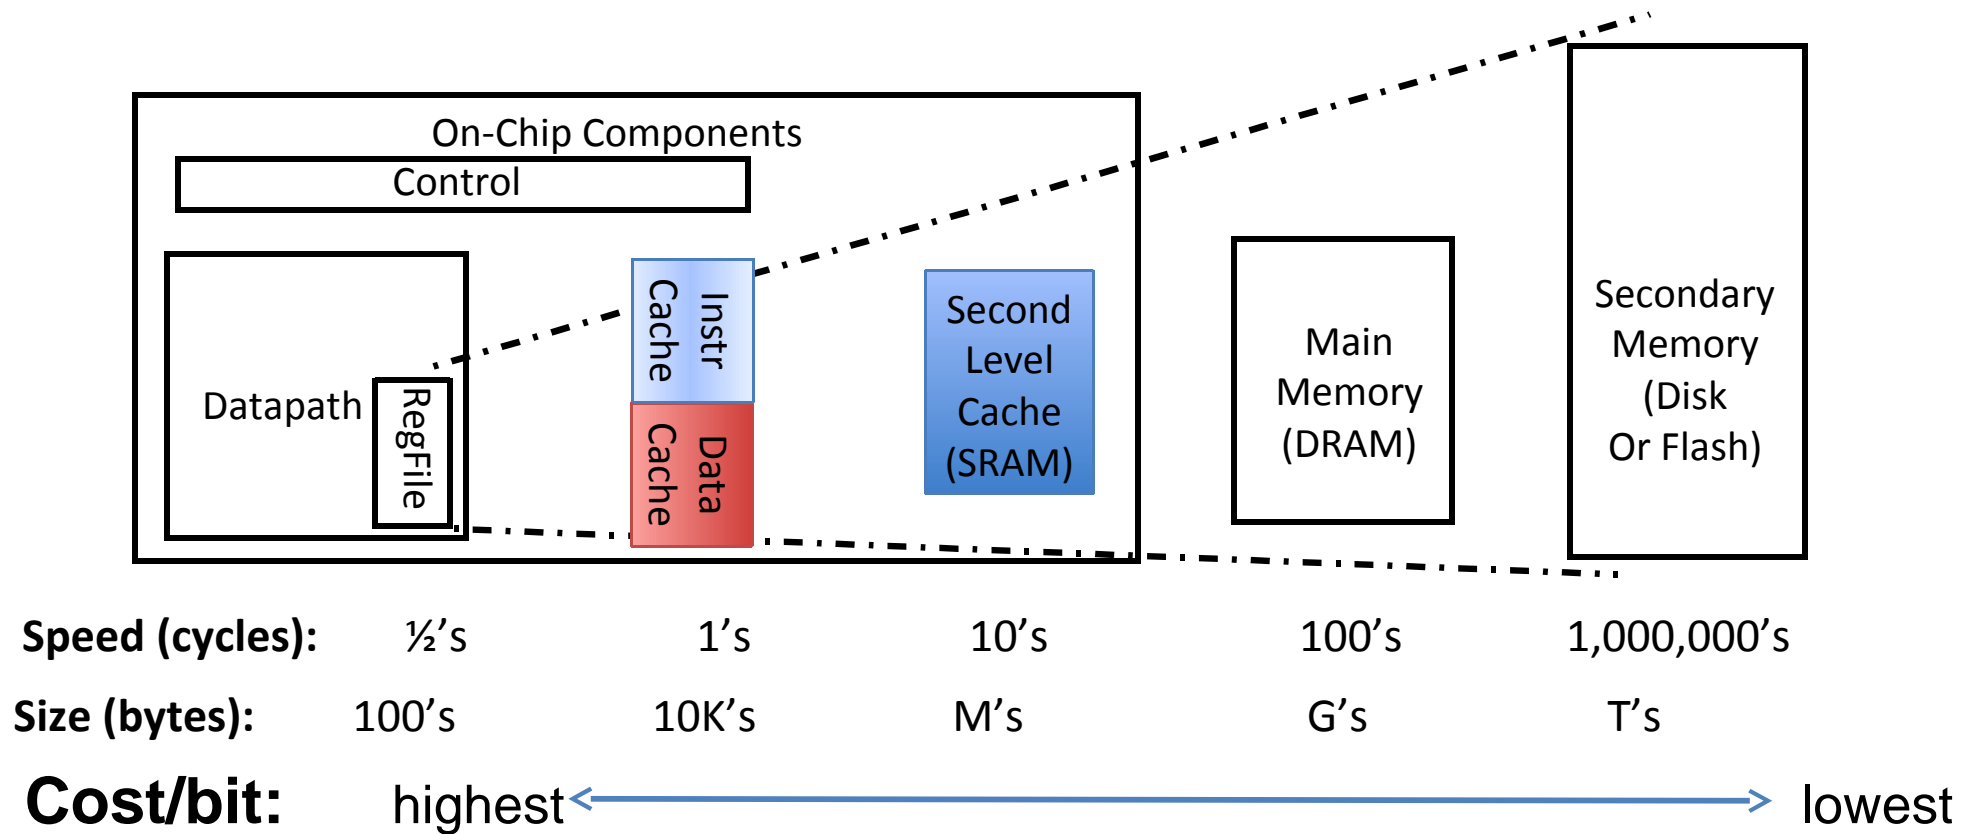 On-Chip Components
Control
Datapath
RegFile
Instr
Cache
Data
Cache
Second
Level
Cache
(SRAM)
Main
Memory
(DRAM)
Secondary
Memory
(Disk
Or Flash)
Speed (cycles): ½’s 1’s 10’s 100’s 1,000,000’s
Size (bytes): 100’s 10K’s M’s G’s T’s
Cost/bit: highest lowest